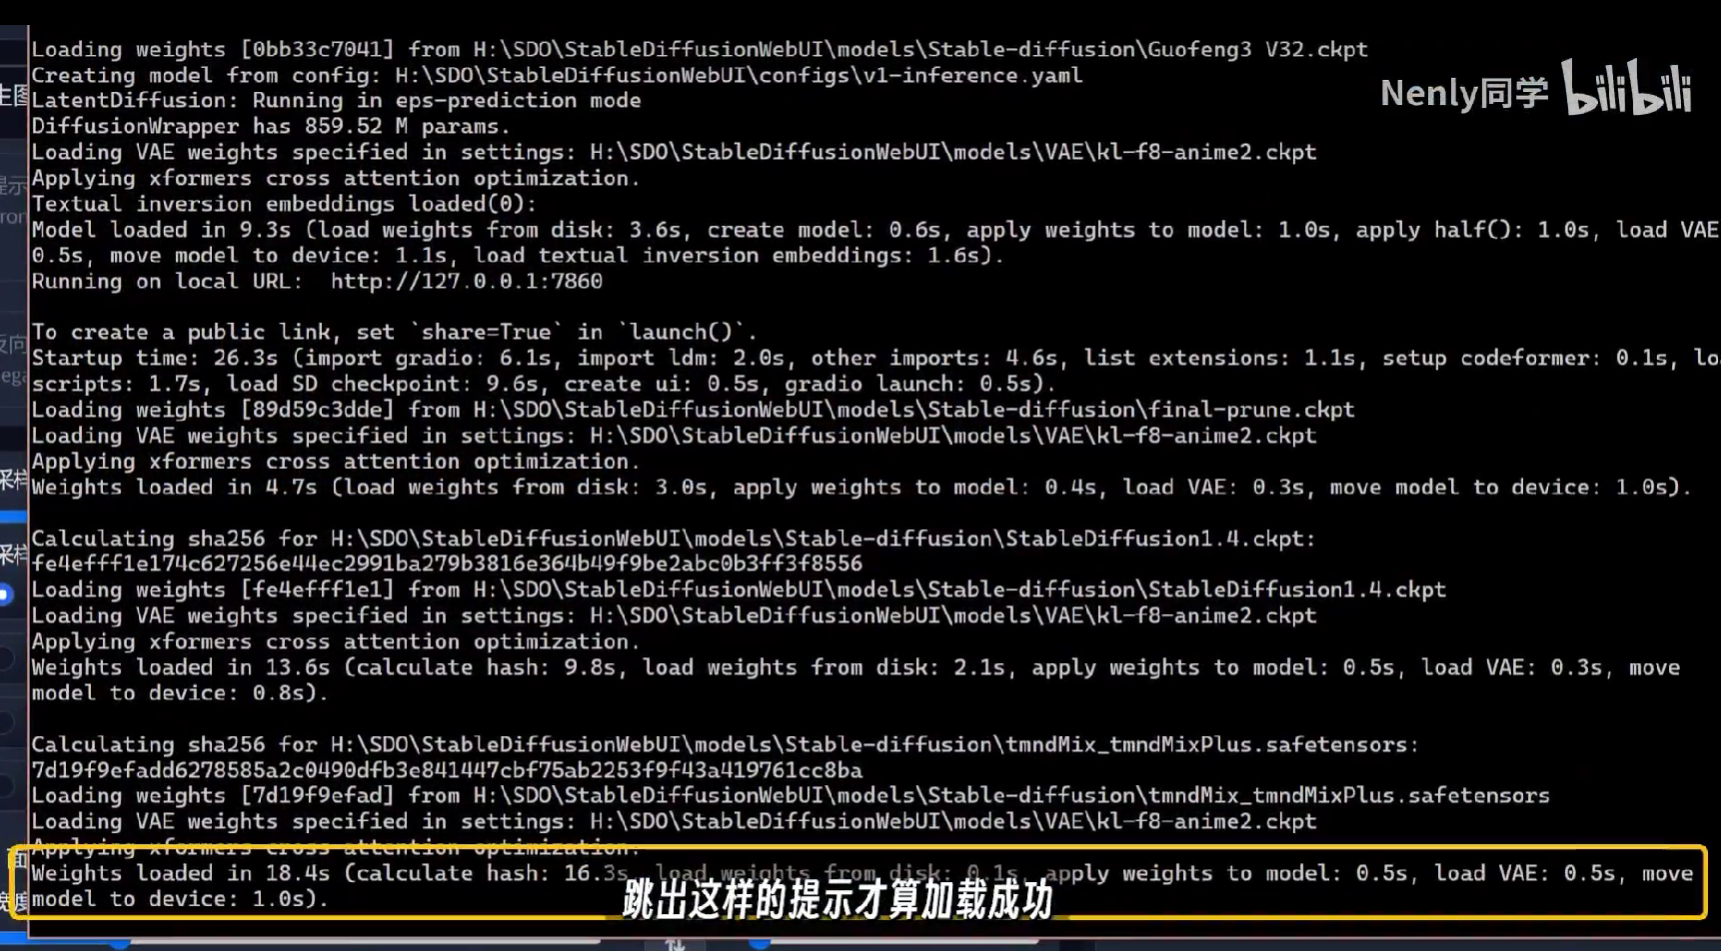 Loading weights [0bb33c7041] from H:\SDO\StableDiffusionWebUI\models\Stable-diffusion\Guofeng3 V32.ckpt
Creating model from config: H:\SDO\StableDiffusionWebUI\configs\v1-inference.yaml
Nenly同学 bilibili
LatentDiffusion: Running in eps-prediction mode
DiffusionWrapper has 859.52 M params.
Loading VAE weights specified in settings: H:\SDO\StableDiffusionWebUI\models\VAE\kl-f8-anime2.ckpt
Applying xformers cross attention optimization.
Textual inversion embeddings loaded(0):
Model loaded in 9.3s (load weights from disk: 3.6s, create model: 0.6s, apply weights to model: 1.0s, apply half(): 1.0s, load VAE
0.5s, move model to device: 1.1s, load textual inversion embeddings: 1.6s).
Running on local URL:  http://127.0.0.1:7860
To create a public link, set `share=True` in `launch()`.
Startup time: 26.3s (import gradio: 6.1s, import ldm: 2.0s, other imports: 4.6s, list extensions: 1.1s, setup codeformer: 0.1s, lo
scripts: 1.7s, load SD checkpoint: 9.6s, create ui: 0.5s, gradio launch: 0.5s).
Loading weights [89d59c3dde] from H:\SDO\StableDiffusionWebUI\models\Stable-diffusion\final-prune.ckpt
Loading VAE weights specified in settings: H:\SDO\StableDiffusionWebUI\models\VAE\kl-f8-anime2.ckpt
Applying xformers cross attention optimization.
Weights loaded in 4.7s (load weights from disk: 3.0s, apply weights to model: 0.4s, load VAE: 0.3s, move model to device: 1.0s).
Calculating sha256 for H:\SDO\StableDiffusionWebUI\models\Stable-diffusion\StableDiffusion1.4.ckpt:
fe4efff1e174c627256e44ec2991ba279b3816e364b49f9be2abc0b3ff3f8556
Loading weights [fe4efff1e1] from H:\SDO\StableDiffusionWebUI\models\Stable-diffusion\StableDiffusion1.4.ckpt
Loading VAE weights specified in settings: H:\SDO\StableDiffusionWebUI\models\VAE\kl-f8-anime2.ckpt
Applying xformers cross attention optimization.
Weights loaded in 13.6s (calculate hash: 9.8s, load weights from disk: 2.1s, apply weights to model: 0.5s, load VAE: 0.3s, move
model to device: 0.8s).
Calculating sha256 for H:\SDO\StableDiffusionWebUI\models\Stable-diffusion\tmndMix_tmndMixPlus.safetensors:
7d19f9efadd6278585a2c0490dfb3e841447cbf75ab2253f9f43a419761cc8ba
Loading weights [7d19f9efad] from H:\SDO\StableDiffusionWebUI\models\Stable-diffusion\tmndMix_tmndMixPlus.safetensors
Loading VAE weights specified in settings: H:\SDO\StableDiffusionWebUI\models\VAE\kl-f8-anime2.ckpt
Applying xformers cross attention optimization.
Weights loaded in 18.4s (calculate hash: 16.3s, load weights from disk: 0.1s, apply weights to model: 0.5s, load VAE: 0.5s, move
model to device: 1.0s).
跳出这样的提示才算加载成功